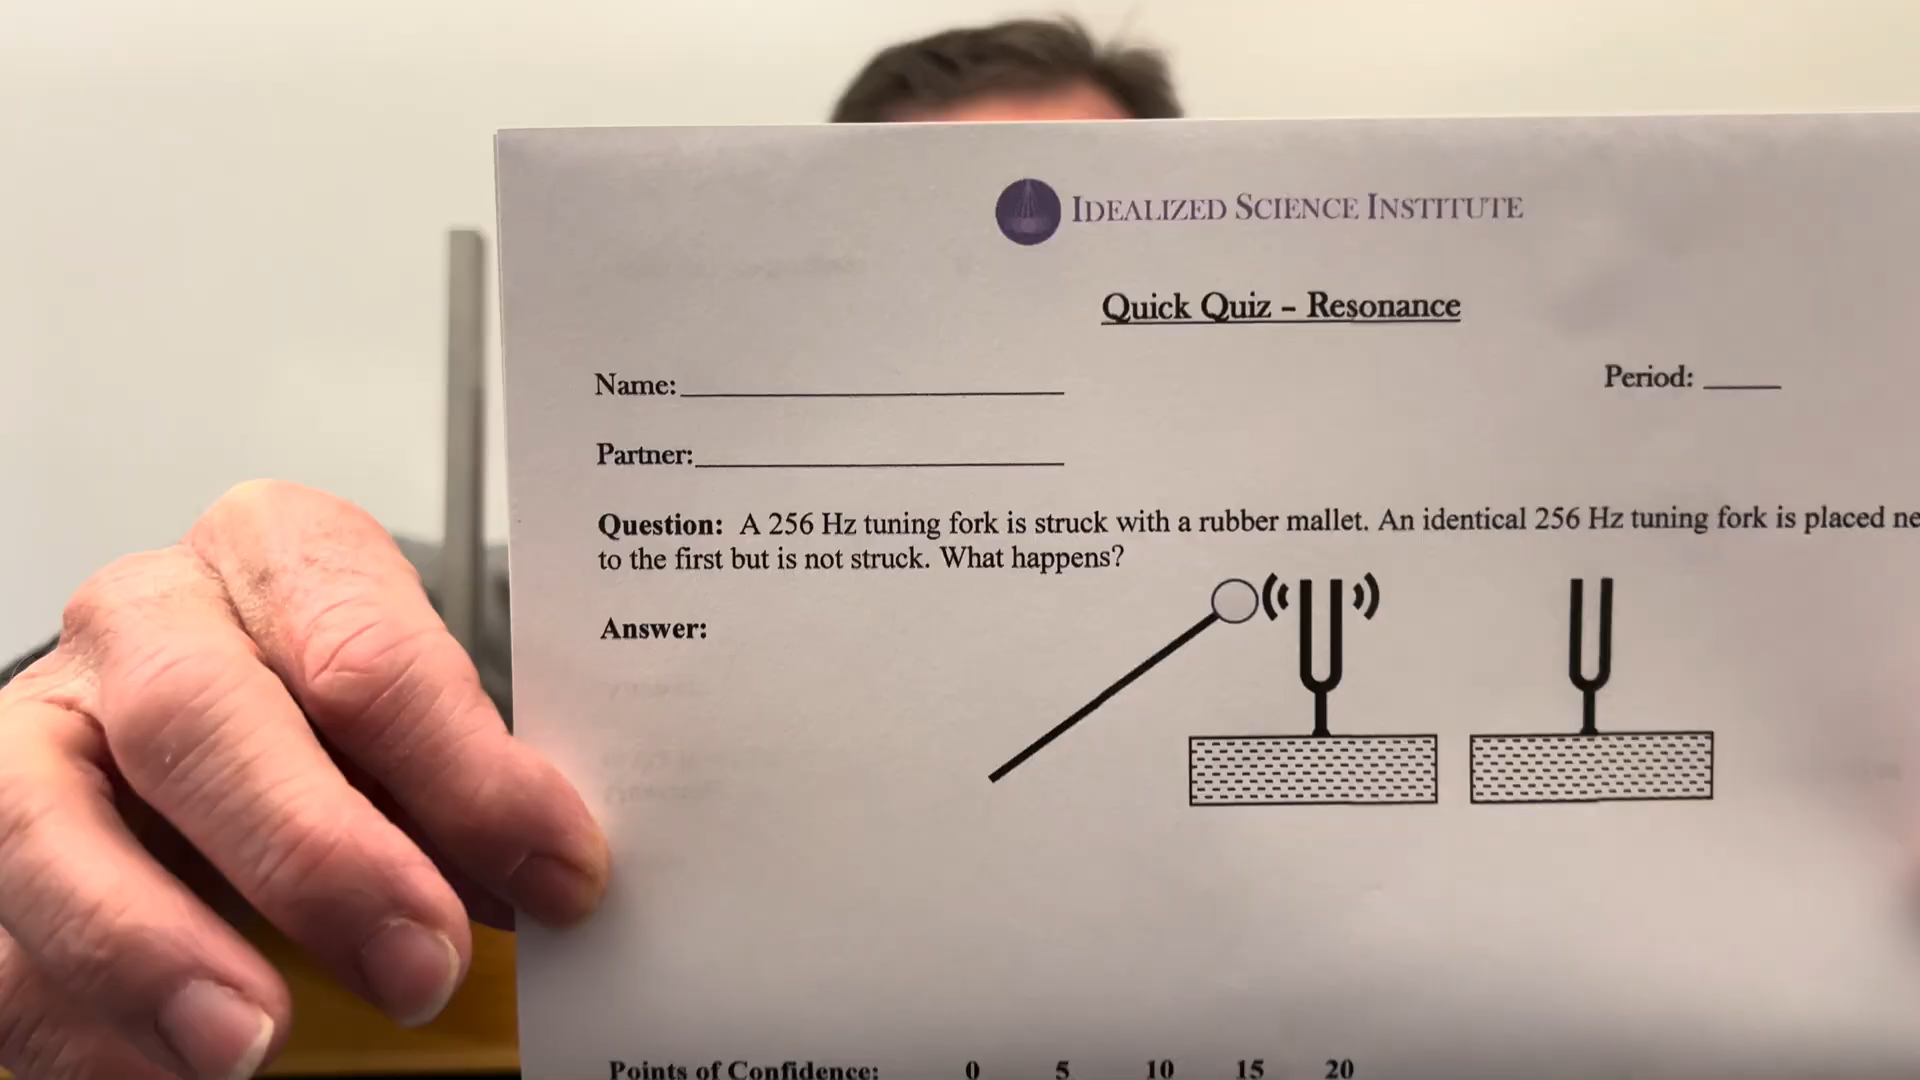 IDEALIZED SCIENCE INSTITUTE
Quick Quiz – Resonance
Name: Period:
Partner:
Question: A 256 Hz tuning fork is struck with a rubber mallet. An identical 256 Hz tuning fork is placed
to the first but is not struck. What happens?
Answer:
Points of Confidence: 0 5 10 15 20